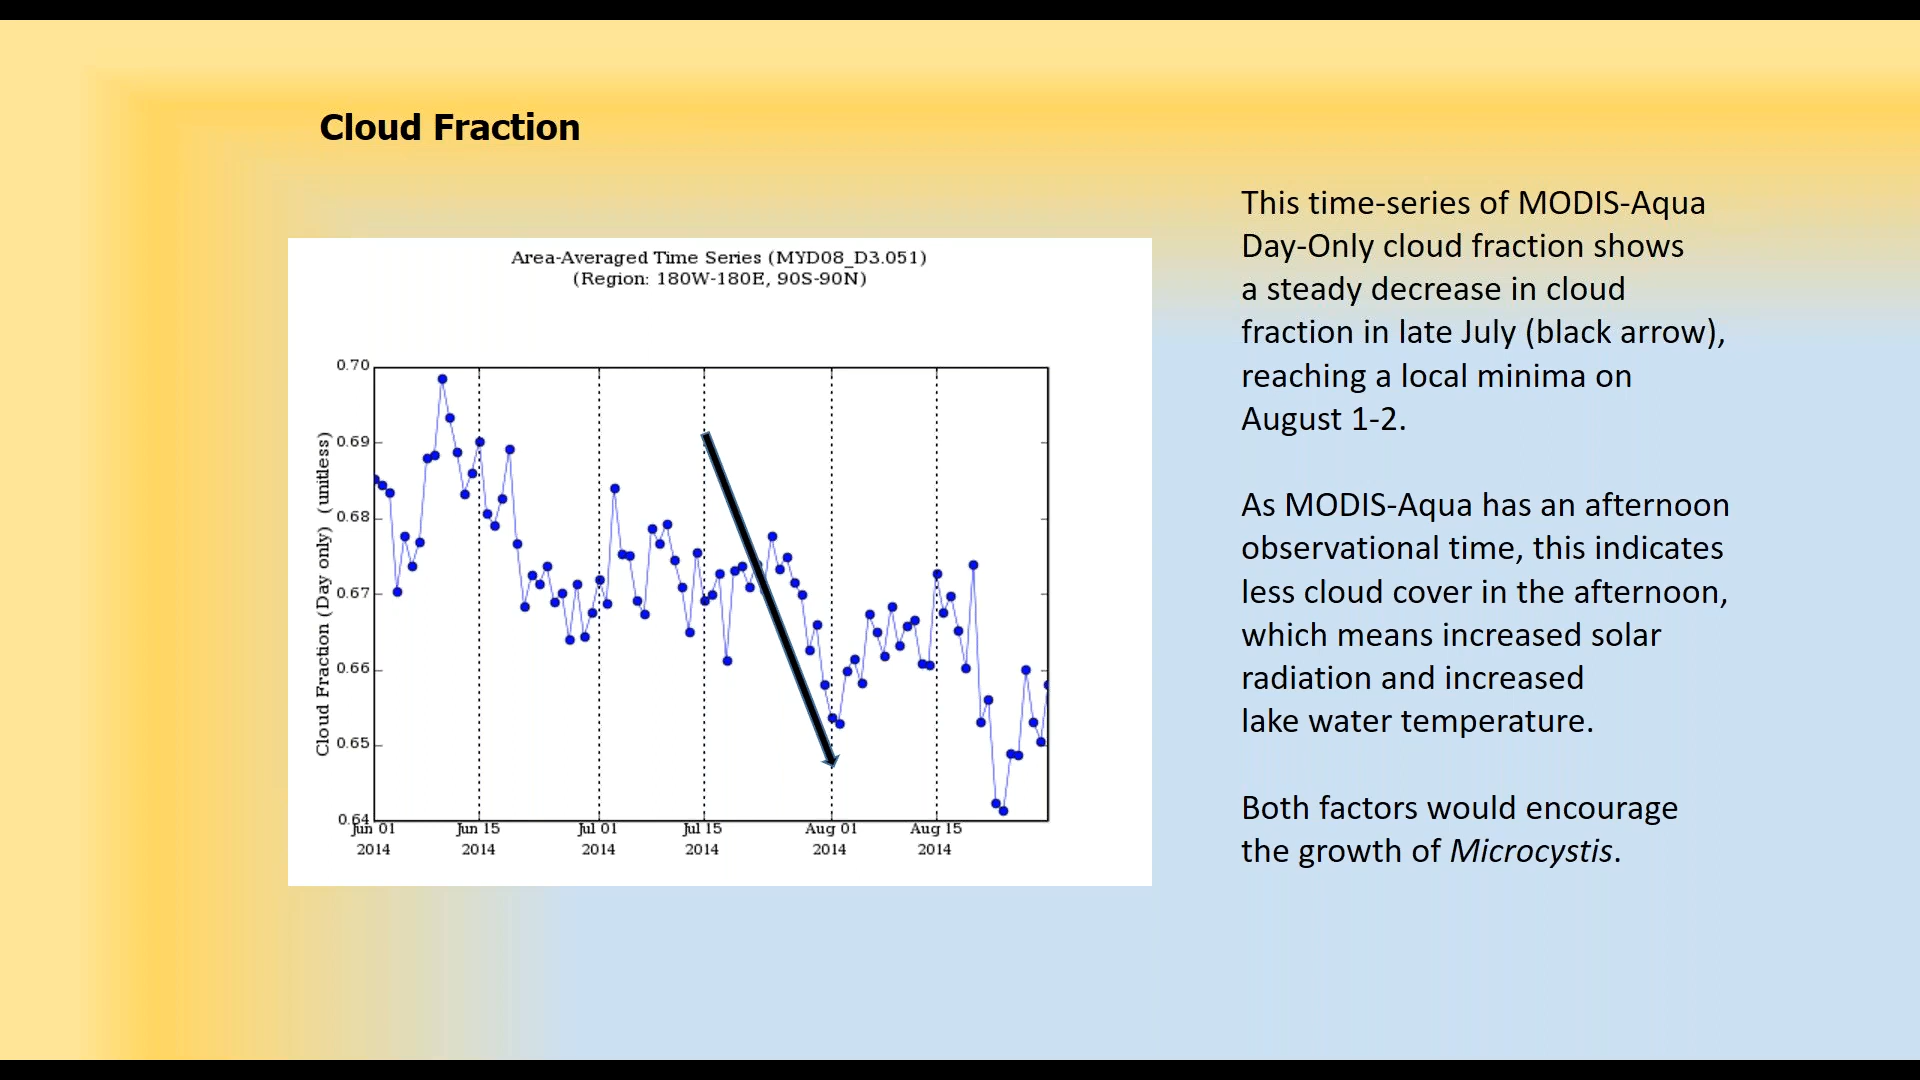 Cloud Fraction
Area-Averaged Time Series (MYD08_D3.051)
(Region: 180W-180E, 90S-90N)
Cloud Fraction (Day only) (unitless)
0.70
0.69
0.68
0.67
0.66
0.65
0.64
Jun 01 Jun 15 Jul 01 Jul 15 Aug 01 Aug 15
2014 2014 2014 2014 2014 2014
This time-series of MODIS-Aqua
Day-Only cloud fraction shows
a steady decrease in cloud
fraction in late July (black arrow),
reaching a local minima on
August 1-2.
As MODIS-Aqua has an afternoon
observational time, this indicates
less cloud cover in the afternoon,
which means increased solar
radiation and increased
lake water temperature.
Both factors would encourage
the growth of Microcystis.